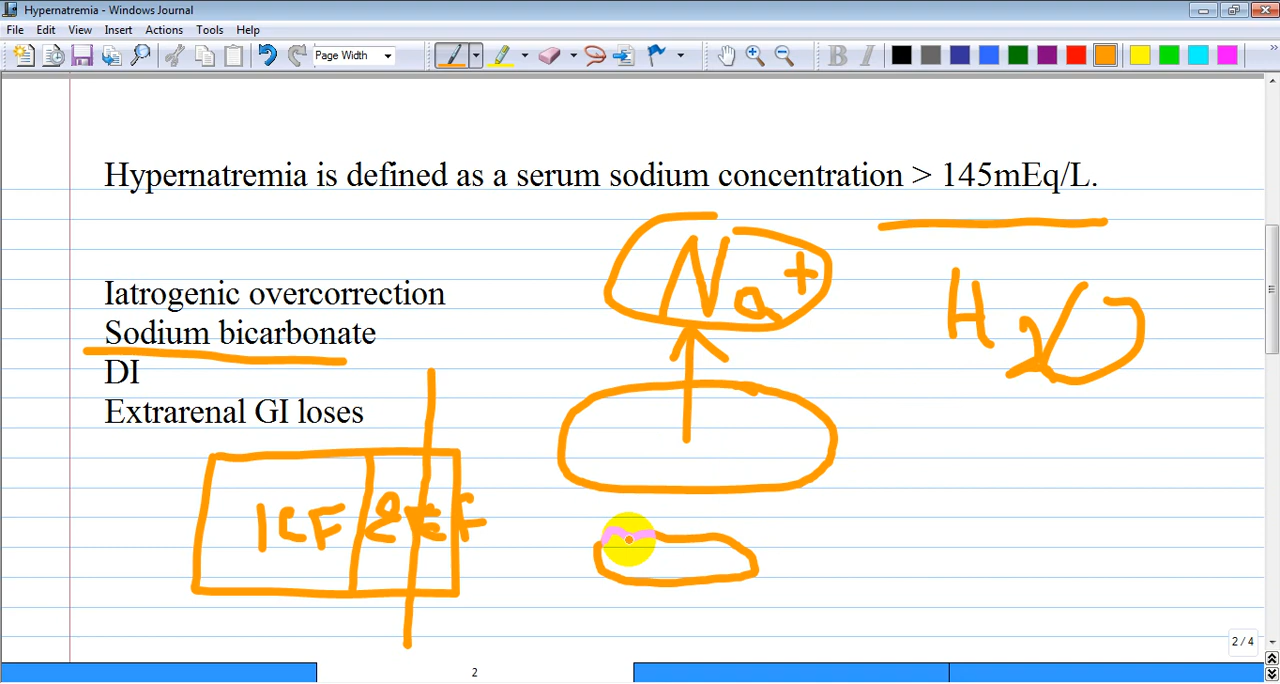 Hypernatremia - Windows Journal
File Edit View Insert Actions Tools Help
Page Width B I
Hypernatremia is defined as a serum sodium concentration > 145mEq/L.
Na+
H2O
Iatrogenic overcorrection
Sodium bicarbonate
DI
Extrarenal GI loses
ICF ECF
2 / 4
2